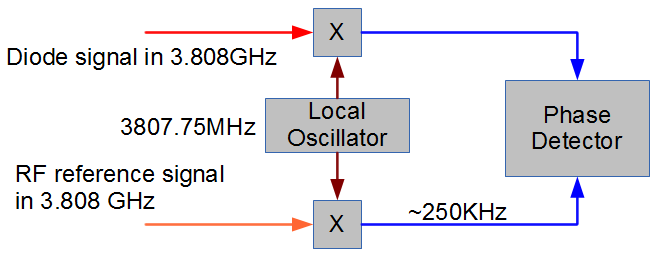 X
Diode signal in 3.808GHz
3807.75MHz
Local
Oscillator
Phase
Detector
RF reference signal
in 3.808 GHz
X
~250KHz